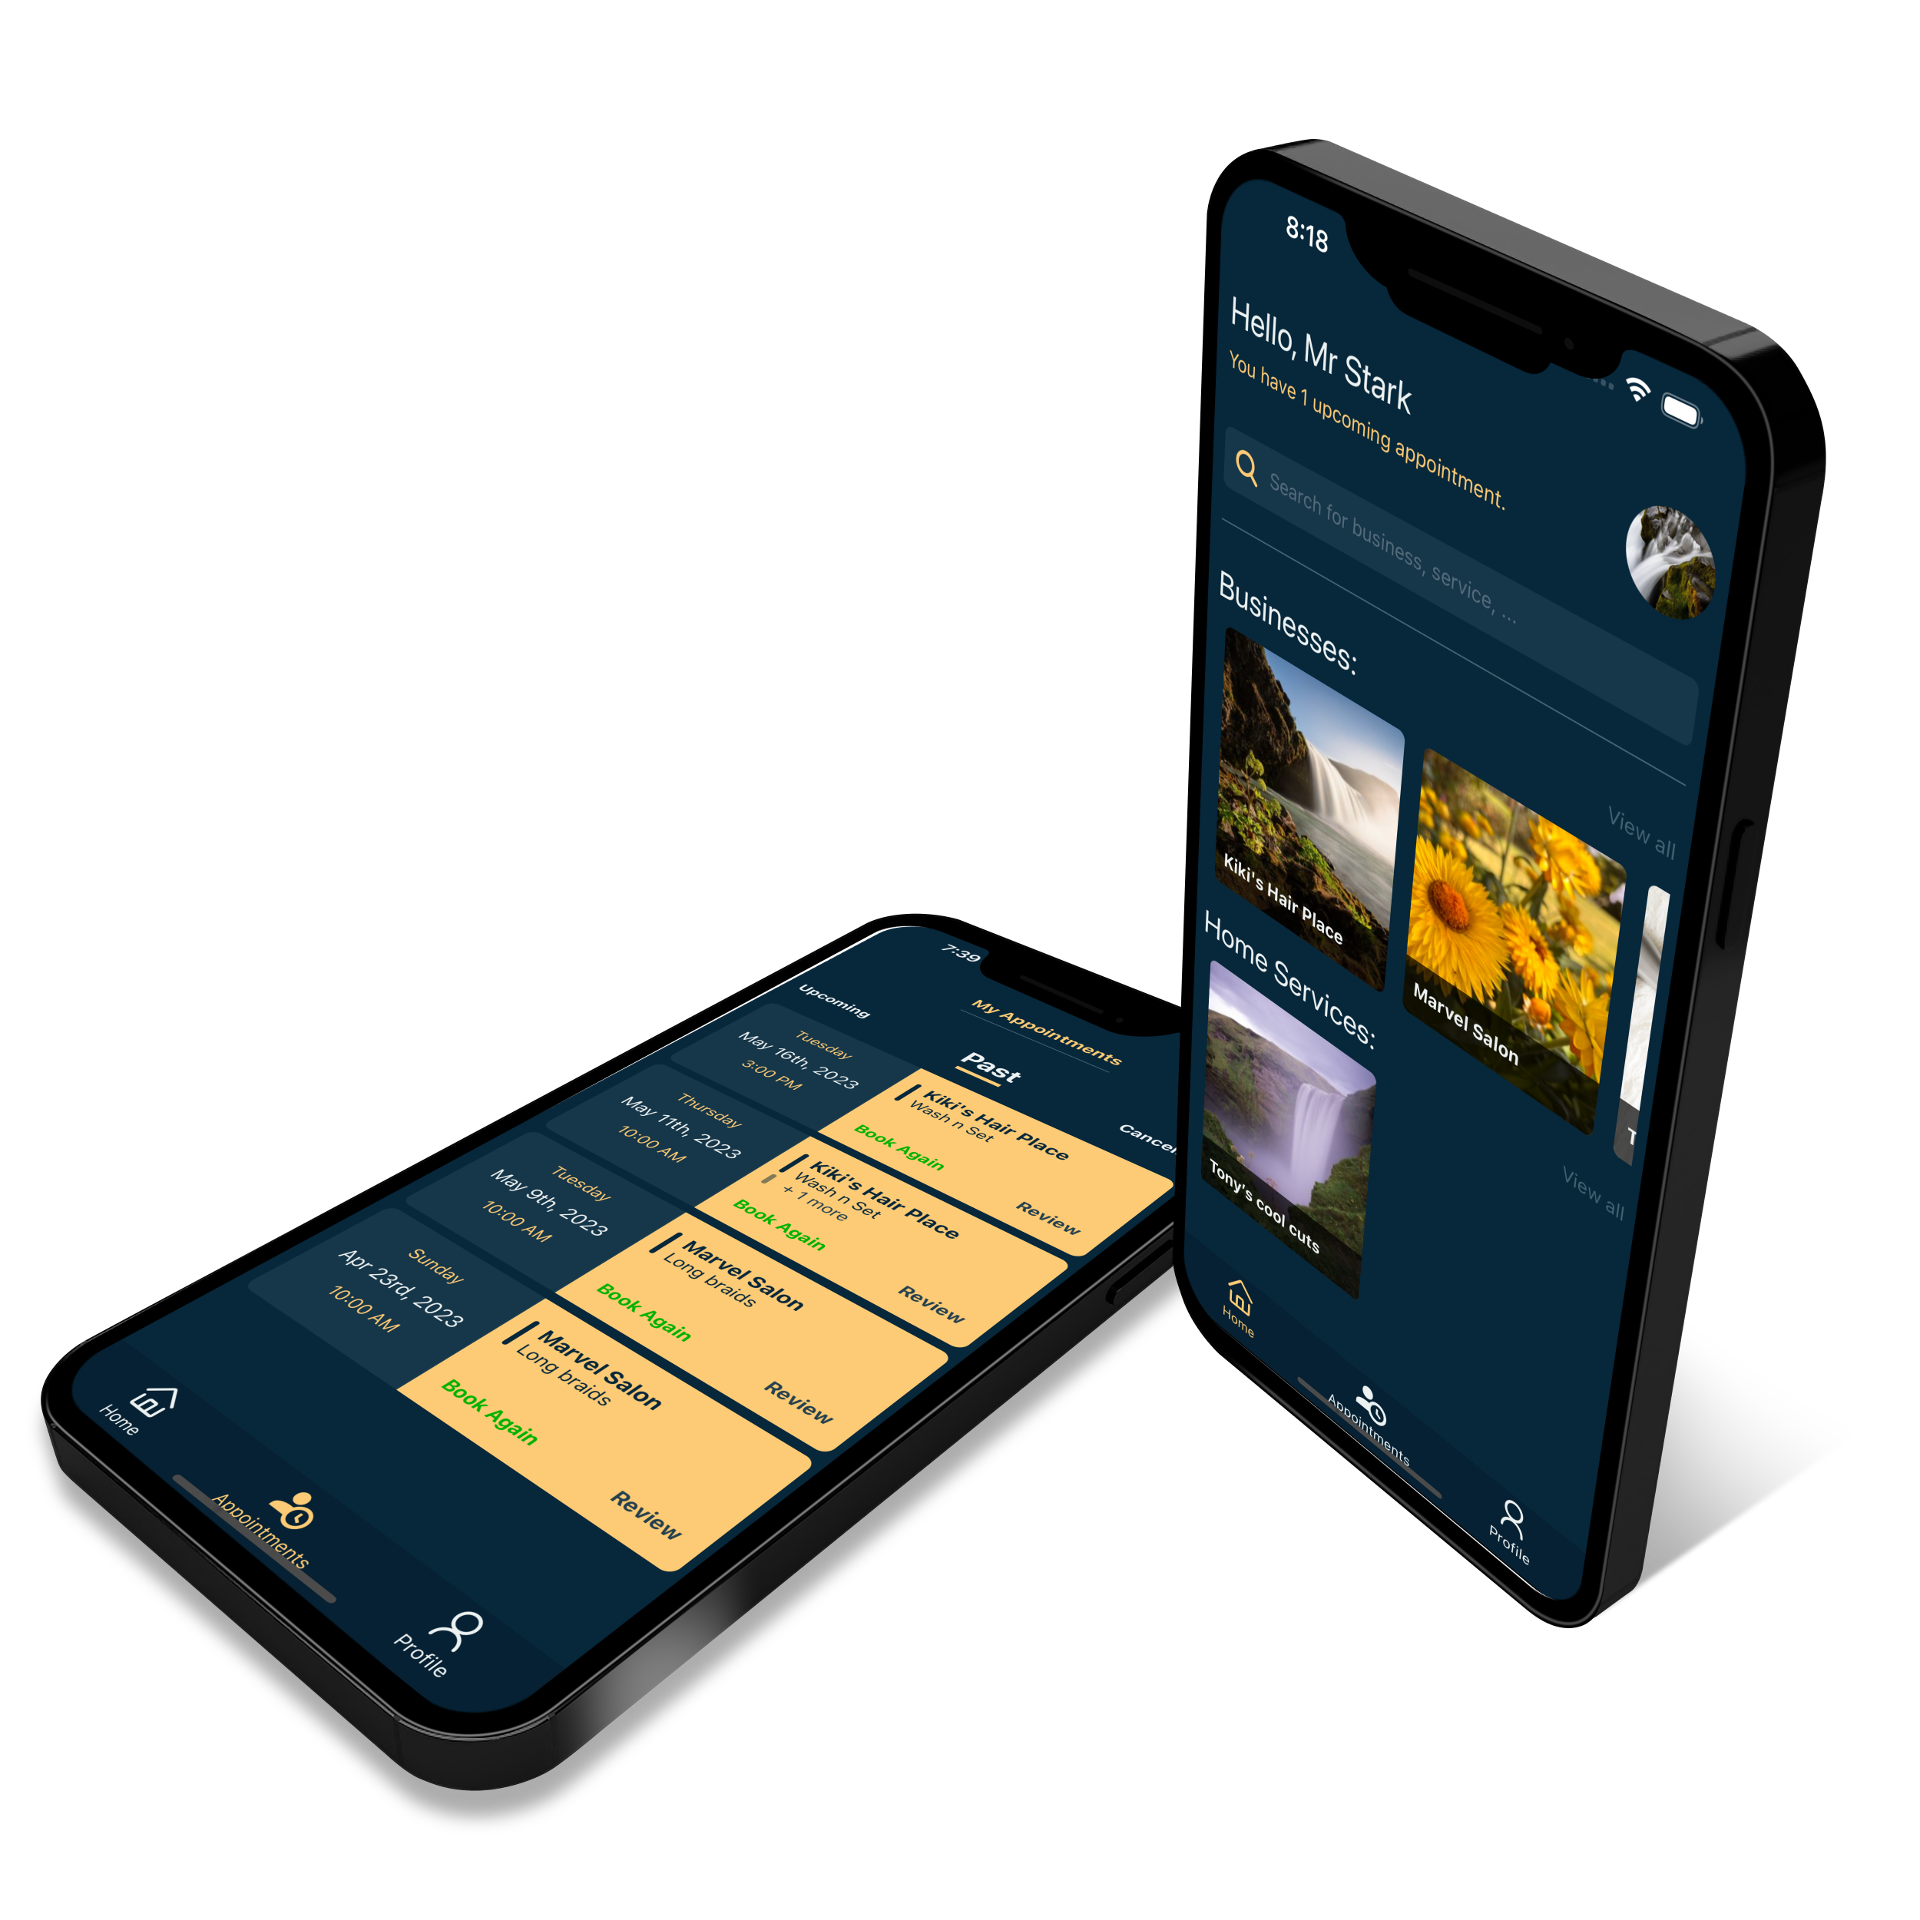 8:18
Hello, Mr Stark
You have 1 upcoming appointment.
Search for business, service, ...
Businesses:
View all
Kiki's Hair Place
Marvel Salon
T
Home Services:
View all
Tony's cool cuts
Home
Appointments
Profile
7:39
My Appointments
Upcoming
Past
Tuesday
May 16th, 2023
3:00 PM
Kiki's Hair Place
Wash n Set
Book Again
Review
Thursday
May 11th, 2023
10:00 AM
Kiki's Hair Place
Wash n Set
+ 1 more
Book Again
Review
Tuesday
May 9th, 2023
10:00 AM
Marvel Salon
Long braids
Book Again
Review
Sunday
Apr 23rd, 2023
10:00 AM
Marvel Salon
Long braids
Book Again
Review
Home
Appointments
Profile